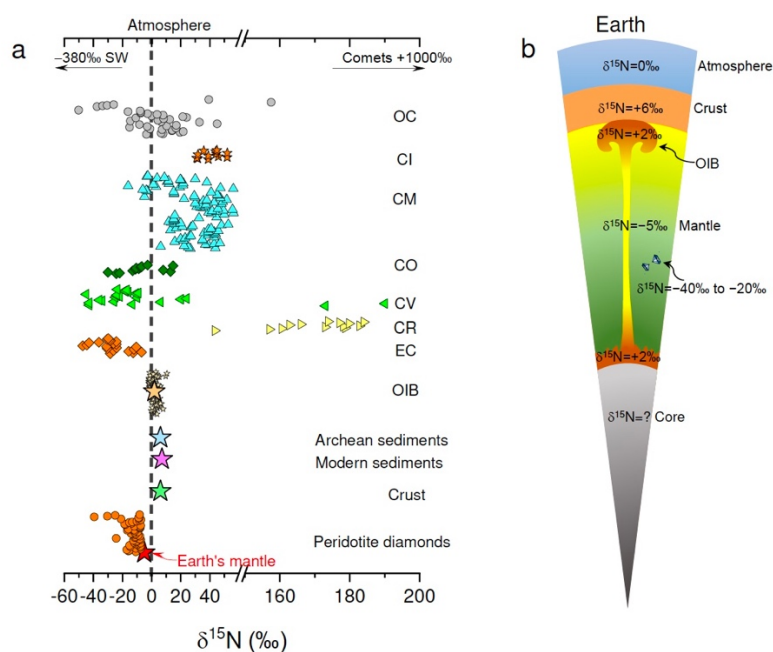 a
Atmosphere
−380‰ SW
Comets +1000‰
OC
CI
CM
CO
CV
CR
EC
OIB
Archean sediments
Modern sediments
Crust
Peridotite diamonds
Earth's mantle
-60 -40 -20 0 20 40 160 180 200
δ¹⁵N (‰)
b
Earth
δ¹⁵N=0‰ Atmosphere
δ¹⁵N=+6‰ Crust
δ¹⁵N=+2‰
OIB
δ¹⁵N=−5‰ Mantle
δ¹⁵N=−40‰ to −20‰
δ¹⁵N=+2‰
δ¹⁵N=? Core